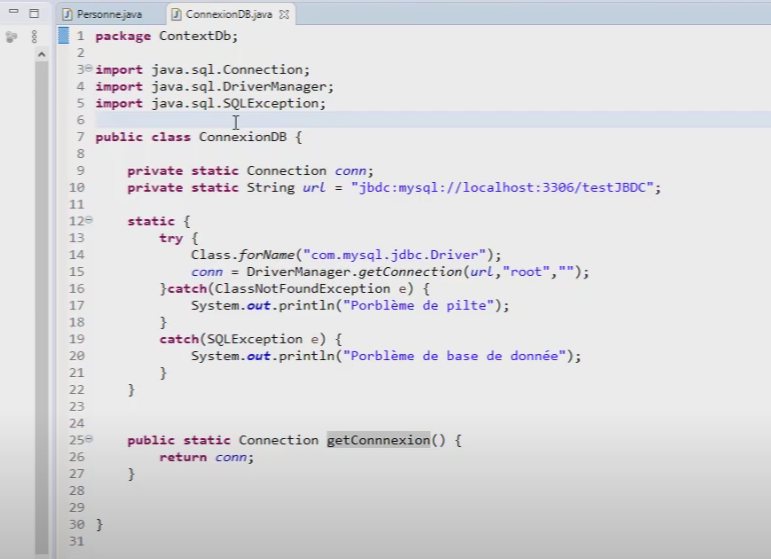 Personne.java ConnexionDB.java
1 package ContextDb;
2
3 import java.sql.Connection;
4 import java.sql.DriverManager;
5 import java.sql.SQLException;
6
7 public class ConnexionDB {
8
9 private static Connection conn;
10 private static String url = "jbdc:mysql://localhost:3306/testJBDC";
11
12 static {
13 try {
14 Class.forName("com.mysql.jdbc.Driver");
15 conn = DriverManager.getConnection(url,"root","");
16 }catch(ClassNotFoundException e) {
17 System.out.println("Porblème de pilte");
18 }
19 catch(SQLException e) {
20 System.out.println("Porblème de base de donnée");
21 }
22 }
23
24
25 public static Connection getConnnexion() {
26 return conn;
27 }
28
29
30 }
31